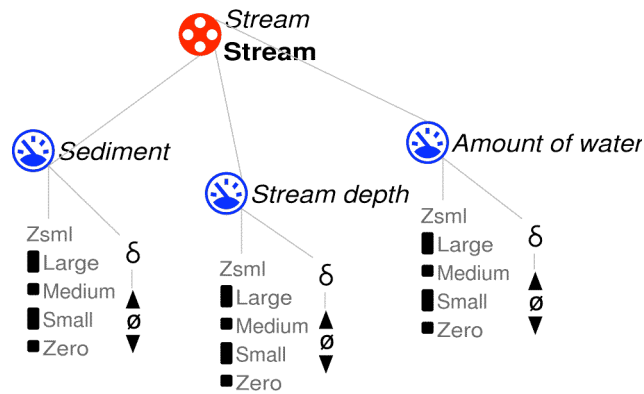 Stream
Stream
Sediment
Zsml
Large
Medium
Small
Zero
δ
ø
Stream depth
Zsml
Large
Medium
Small
Zero
δ
ø
Amount of water
Zsml
Large
Medium
Small
Zero
δ
ø